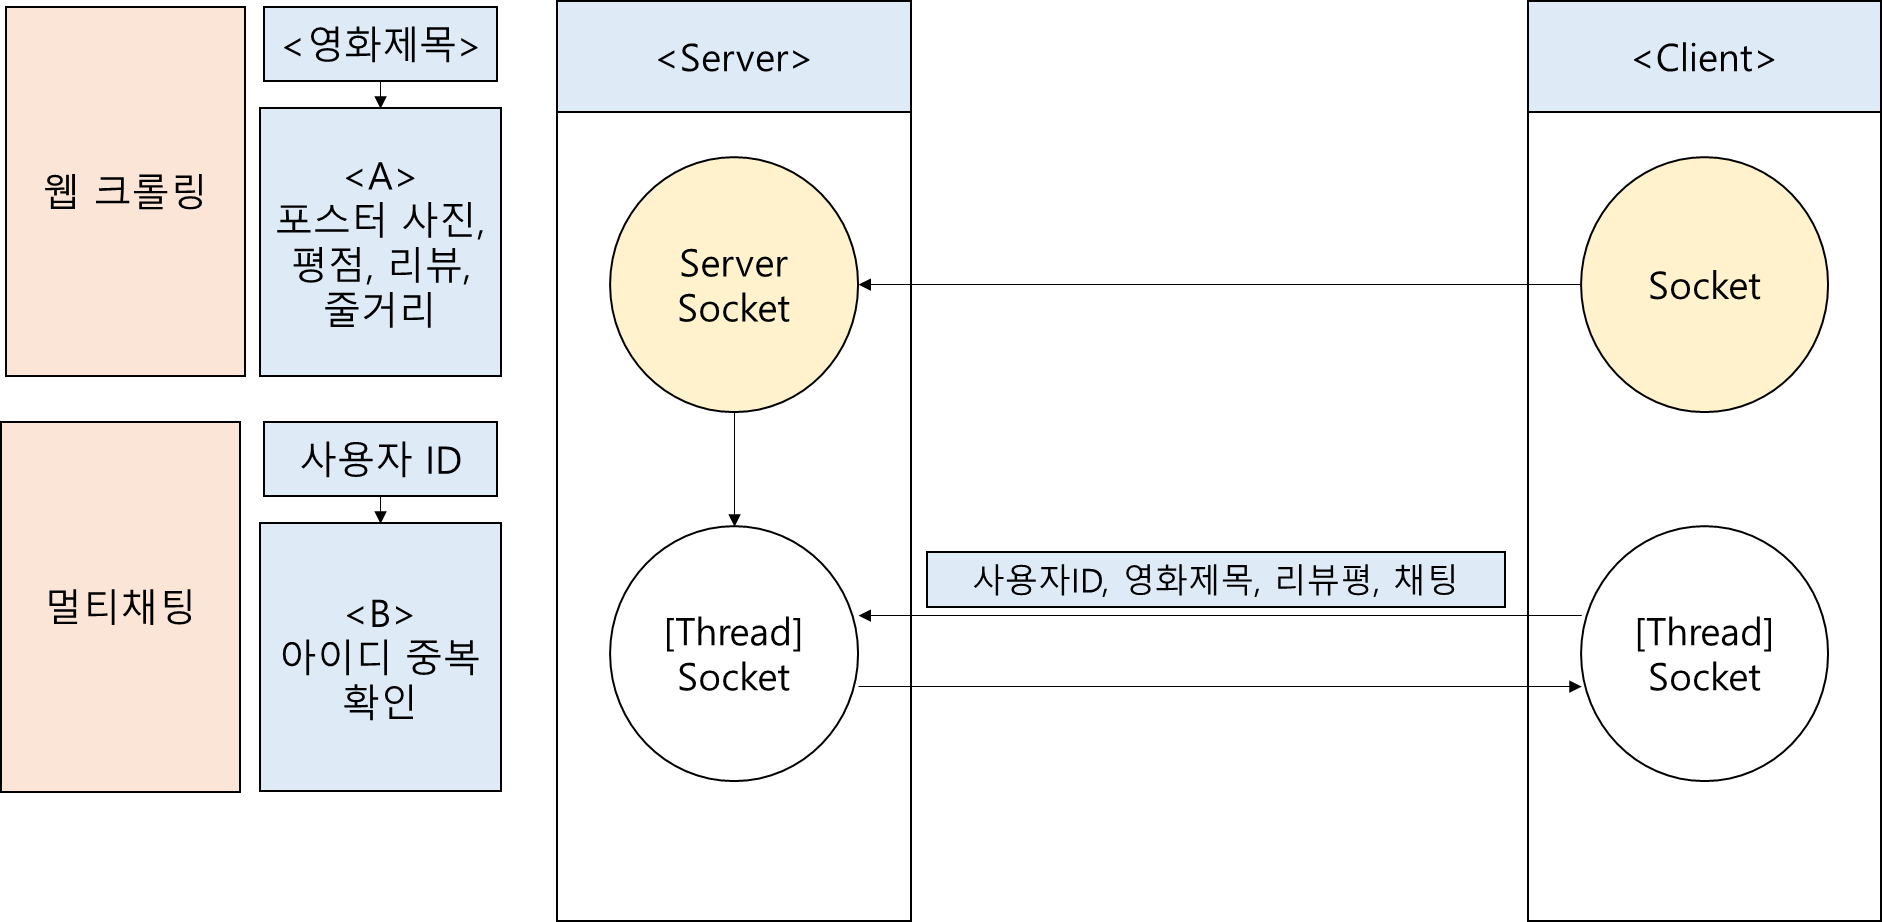 웹 크롤링
<영화제목>
<A>
포스터 사진,
평점, 리뷰,
줄거리
멀티채팅
사용자 ID
<B>
아이디 중복
확인
<Server>
Server
Socket
[Thread]
Socket
사용자ID, 영화제목, 리뷰평, 채팅
<Client>
Socket
[Thread]
Socket